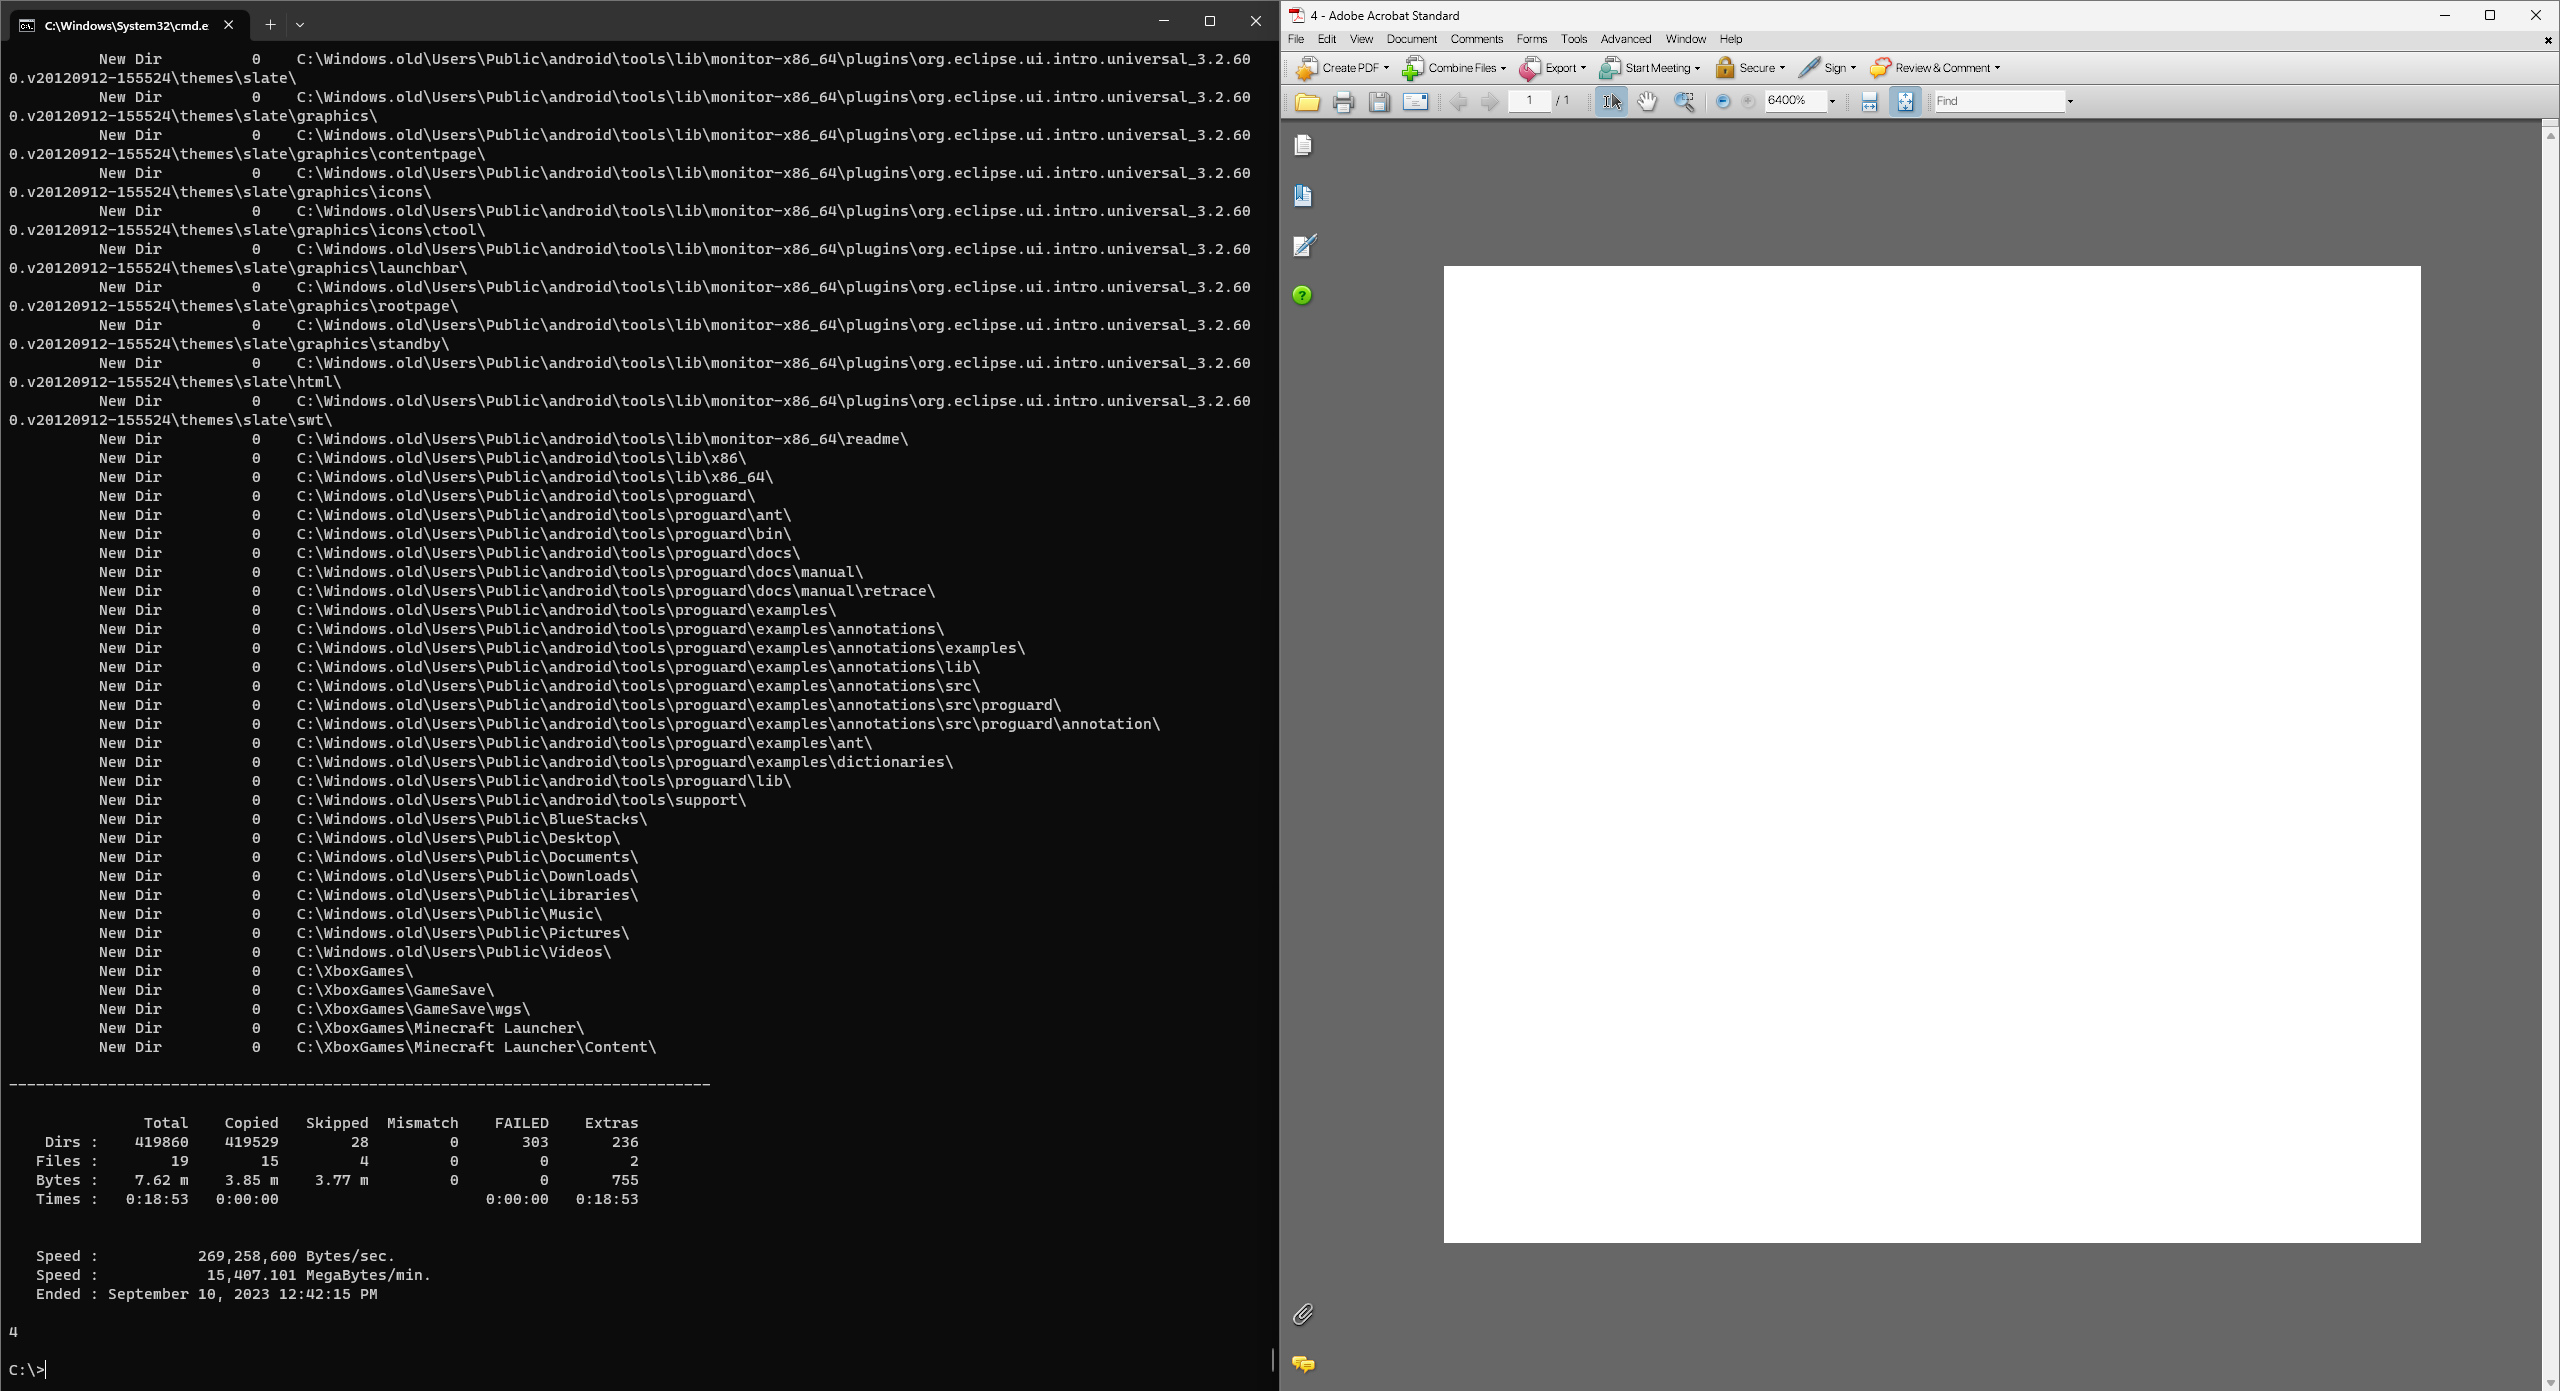 C:\Windows\System32\cmd.e
New Dir 0 C:\Windows.old\Users\Public\android\tools\lib\monitor-x86_64\plugins\org.eclipse.ui.intro.universal_3.2.60
0.v20120912-155524\themes\slate\
New Dir 0 C:\Windows.old\Users\Public\android\tools\lib\monitor-x86_64\plugins\org.eclipse.ui.intro.universal_3.2.60
0.v20120912-155524\themes\slate\graphics\
New Dir 0 C:\Windows.old\Users\Public\android\tools\lib\monitor-x86_64\plugins\org.eclipse.ui.intro.universal_3.2.60
0.v20120912-155524\themes\slate\graphics\contentpage\
New Dir 0 C:\Windows.old\Users\Public\android\tools\lib\monitor-x86_64\plugins\org.eclipse.ui.intro.universal_3.2.60
0.v20120912-155524\themes\slate\graphics\icons\
New Dir 0 C:\Windows.old\Users\Public\android\tools\lib\monitor-x86_64\plugins\org.eclipse.ui.intro.universal_3.2.60
0.v20120912-155524\themes\slate\graphics\icons\ctool\
New Dir 0 C:\Windows.old\Users\Public\android\tools\lib\monitor-x86_64\plugins\org.eclipse.ui.intro.universal_3.2.60
0.v20120912-155524\themes\slate\graphics\launchbar\
New Dir 0 C:\Windows.old\Users\Public\android\tools\lib\monitor-x86_64\plugins\org.eclipse.ui.intro.universal_3.2.60
0.v20120912-155524\themes\slate\graphics\rootpage\
New Dir 0 C:\Windows.old\Users\Public\android\tools\lib\monitor-x86_64\plugins\org.eclipse.ui.intro.universal_3.2.60
0.v20120912-155524\themes\slate\graphics\standby\
New Dir 0 C:\Windows.old\Users\Public\android\tools\lib\monitor-x86_64\plugins\org.eclipse.ui.intro.universal_3.2.60
0.v20120912-155524\themes\slate\html\
New Dir 0 C:\Windows.old\Users\Public\android\tools\lib\monitor-x86_64\plugins\org.eclipse.ui.intro.universal_3.2.60
0.v20120912-155524\themes\slate\swt\
New Dir 0 C:\Windows.old\Users\Public\android\tools\lib\monitor-x86_64\readme\
New Dir 0 C:\Windows.old\Users\Public\android\tools\lib\x86\
New Dir 0 C:\Windows.old\Users\Public\android\tools\lib\x86_64\
New Dir 0 C:\Windows.old\Users\Public\android\tools\proguard\
New Dir 0 C:\Windows.old\Users\Public\android\tools\proguard\ant\
New Dir 0 C:\Windows.old\Users\Public\android\tools\proguard\bin\
New Dir 0 C:\Windows.old\Users\Public\android\tools\proguard\docs\
New Dir 0 C:\Windows.old\Users\Public\android\tools\proguard\docs\manual\
New Dir 0 C:\Windows.old\Users\Public\android\tools\proguard\docs\manual\retrace\
New Dir 0 C:\Windows.old\Users\Public\android\tools\proguard\examples\
New Dir 0 C:\Windows.old\Users\Public\android\tools\proguard\examples\annotations\
New Dir 0 C:\Windows.old\Users\Public\android\tools\proguard\examples\annotations\examples\
New Dir 0 C:\Windows.old\Users\Public\android\tools\proguard\examples\annotations\lib\
New Dir 0 C:\Windows.old\Users\Public\android\tools\proguard\examples\annotations\src\
New Dir 0 C:\Windows.old\Users\Public\android\tools\proguard\examples\annotations\src\proguard\
New Dir 0 C:\Windows.old\Users\Public\android\tools\proguard\examples\annotations\src\proguard\annotation\
New Dir 0 C:\Windows.old\Users\Public\android\tools\proguard\examples\ant\
New Dir 0 C:\Windows.old\Users\Public\android\tools\proguard\examples\dictionaries\
New Dir 0 C:\Windows.old\Users\Public\android\tools\proguard\lib\
New Dir 0 C:\Windows.old\Users\Public\android\tools\support\
New Dir 0 C:\Windows.old\Users\Public\BlueStacks\
New Dir 0 C:\Windows.old\Users\Public\Desktop\
New Dir 0 C:\Windows.old\Users\Public\Documents\
New Dir 0 C:\Windows.old\Users\Public\Downloads\
New Dir 0 C:\Windows.old\Users\Public\Libraries\
New Dir 0 C:\Windows.old\Users\Public\Music\
New Dir 0 C:\Windows.old\Users\Public\Pictures\
New Dir 0 C:\Windows.old\Users\Public\Videos\
New Dir 0 C:\XboxGames\
New Dir 0 C:\XboxGames\GameSave\
New Dir 0 C:\XboxGames\GameSave\wgs\
New Dir 0 C:\XboxGames\Minecraft Launcher\
New Dir 0 C:\XboxGames\Minecraft Launcher\Content\
------------------------------------------------------------------------------
Total Copied Skipped Mismatch FAILED Extras
Dirs : 419860 419529 28 0 303 236
Files : 19 15 4 0 0 2
Bytes : 7.62 m 3.85 m 3.77 m 0 0 755
Times : 0:18:53 0:00:00 0:00:00 0:18:53
Speed : 269,258,600 Bytes/sec.
Speed : 15,407.101 MegaBytes/min.
Ended : September 10, 2023 12:42:15 PM
4
C:\>
4 - Adobe Acrobat Standard
File Edit View Document Comments Forms Tools Advanced Window Help
Create PDF Combine Files Export Start Meeting Secure Sign Review & Comment
1 / 1 6400% Find